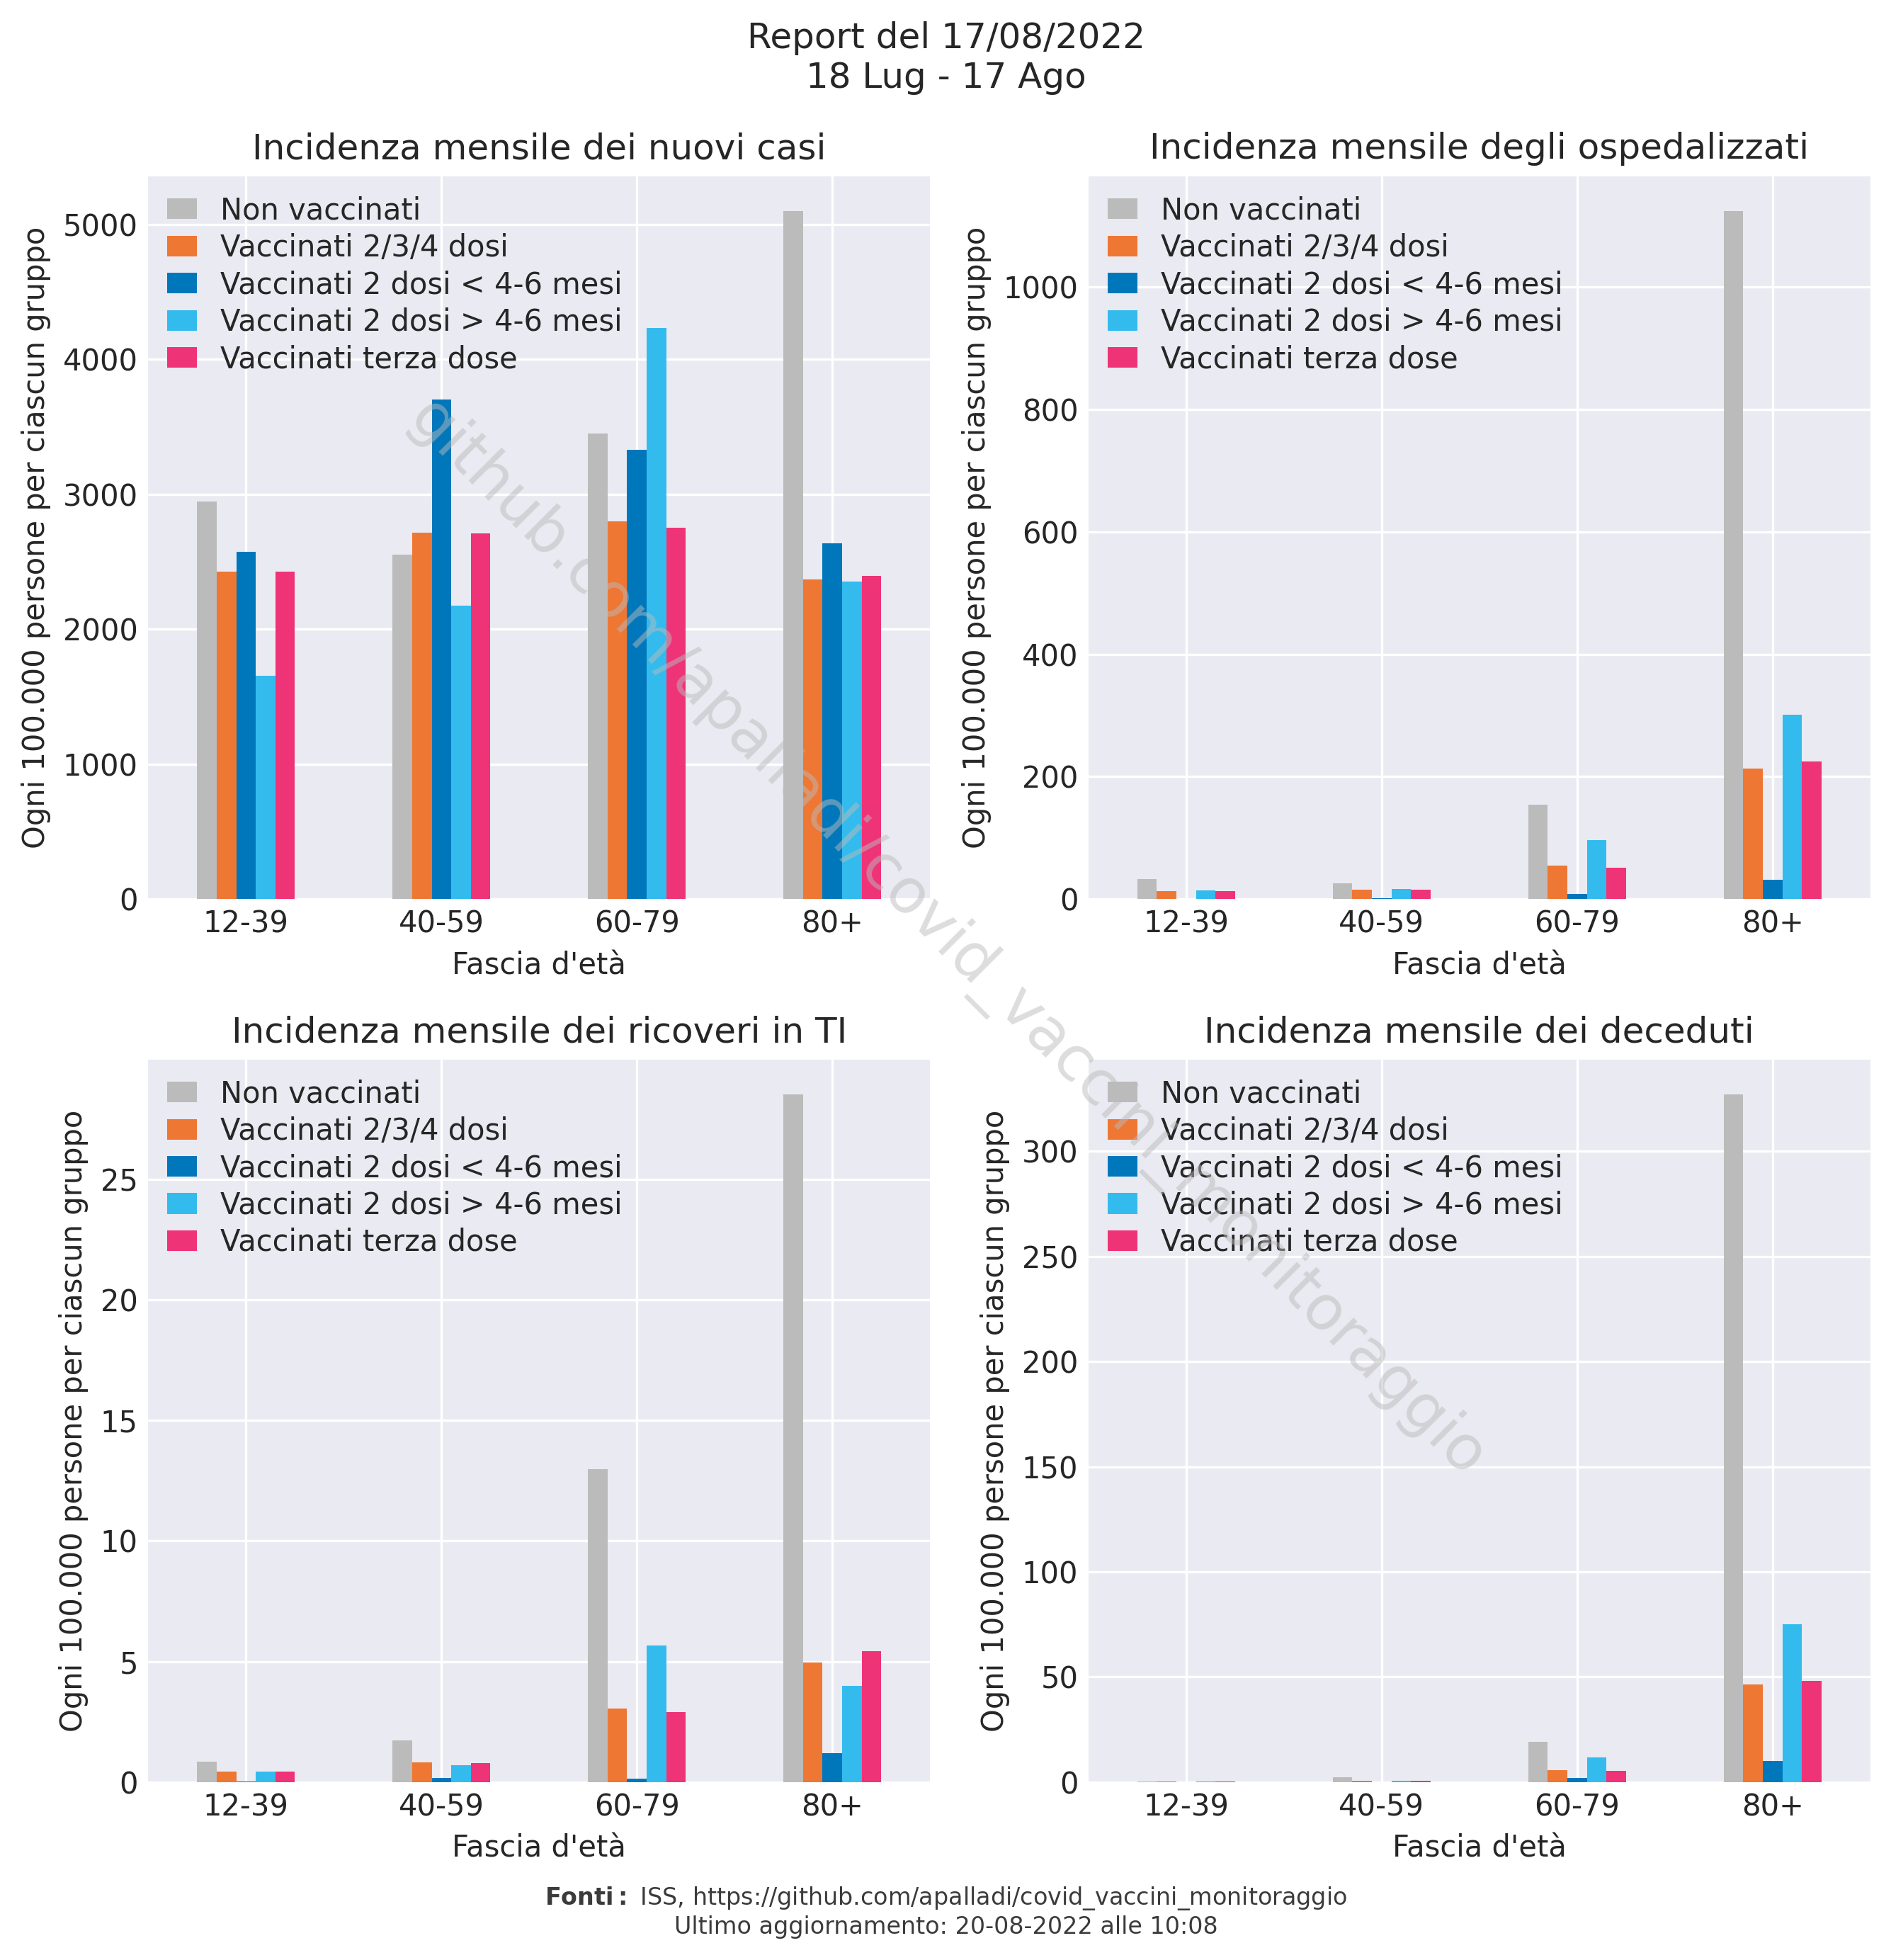 Report del 17/08/2022
18 Lug - 17 Ago
Incidenza mensile dei nuovi casi
Ogni 100.000 persone per ciascun gruppo
5000
4000
3000
2000
1000
0
Non vaccinati
Vaccinati 2/3/4 dosi
Vaccinati 2 dosi < 4-6 mesi
Vaccinati 2 dosi > 4-6 mesi
Vaccinati terza dose
12-39 40-59 60-79 80+
Fascia d'età
Incidenza mensile degli ospedalizzati
Ogni 100.000 persone per ciascun gruppo
1000
800
600
400
200
0
Non vaccinati
Vaccinati 2/3/4 dosi
Vaccinati 2 dosi < 4-6 mesi
Vaccinati 2 dosi > 4-6 mesi
Vaccinati terza dose
12-39 40-59 60-79 80+
Fascia d'età
Incidenza mensile dei ricoveri in TI
Ogni 100.000 persone per ciascun gruppo
25
20
15
10
5
0
Non vaccinati
Vaccinati 2/3/4 dosi
Vaccinati 2 dosi < 4-6 mesi
Vaccinati 2 dosi > 4-6 mesi
Vaccinati terza dose
12-39 40-59 60-79 80+
Fascia d'età
Incidenza mensile dei deceduti
Ogni 100.000 persone per ciascun gruppo
300
250
200
150
100
50
0
Non vaccinati
Vaccinati 2/3/4 dosi
Vaccinati 2 dosi < 4-6 mesi
Vaccinati 2 dosi > 4-6 mesi
Vaccinati terza dose
12-39 40-59 60-79 80+
Fascia d'età
github.com/apalladi/covid_vaccini_monitoraggio
Fonti: ISS, https://github.com/apalladi/covid_vaccini_monitoraggio
Ultimo aggiornamento: 20-08-2022 alle 10:08